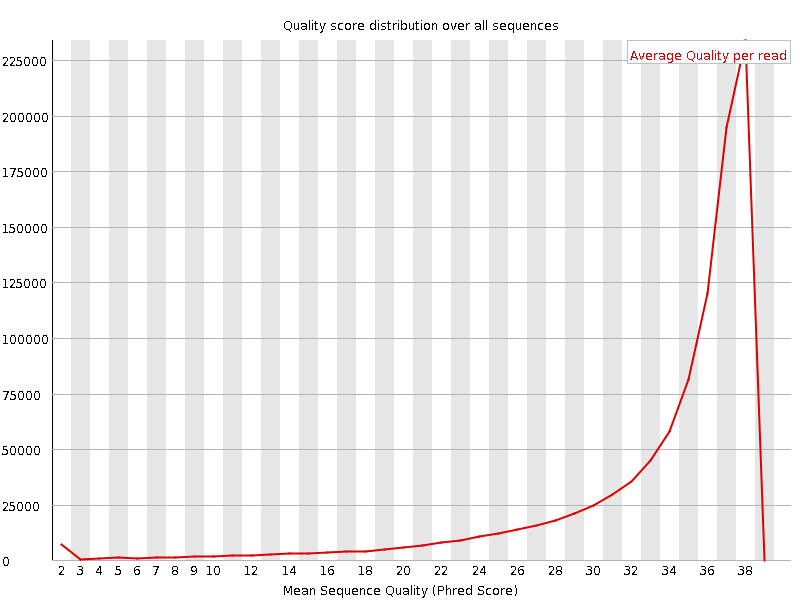 Quality score distribution over all sequences
Average Quality per read
225000
200000
175000
150000
125000
100000
75000
50000
25000
0
2 3 4 5 6 7 8 9 10 12 14 16 18 20 22 24 26 28 30 32 34 36 38
Mean Sequence Quality (Phred Score)